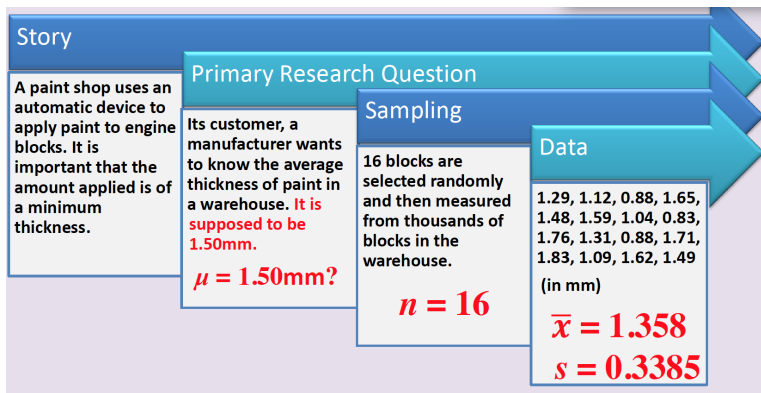 Story
A paint shop uses an
automatic device to
apply paint to engine
blocks. It is
important that the
amount applied is of
a minimum
thickness.
Primary Research Question
Its customer, a
manufacturer wants
to know the average
thickness of paint in
a warehouse. It is
supposed to be
1.50mm.
μ = 1.50mm?
Sampling
16 blocks are
selected randomly
and then measured
from thousands of
blocks in the
warehouse.
n = 16
Data
1.29, 1.12, 0.88, 1.65,
1.48, 1.59, 1.04, 0.83,
1.76, 1.31, 0.88, 1.71,
1.83, 1.09, 1.62, 1.49
(in mm)
x̅ = 1.358
s = 0.3385